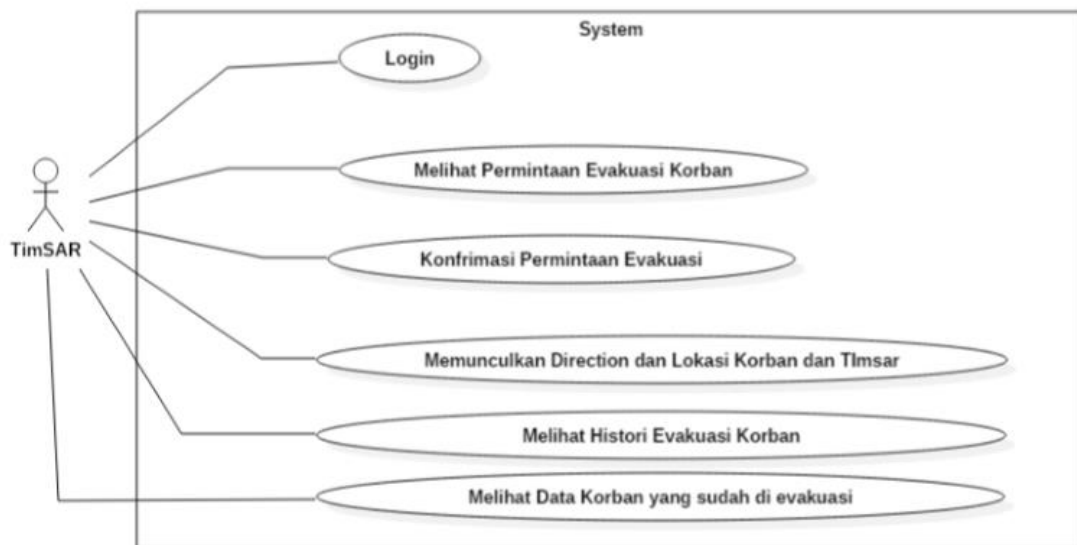 System
Login
Melihat Permintaan Evakuasi Korban
TimSAR
Konfrimasi Permintaan Evakuasi
Memunculkan Direction dan Lokasi Korban dan TImsar
Melihat Histori Evakuasi Korban
Melihat Data Korban yang sudah di evakuasi